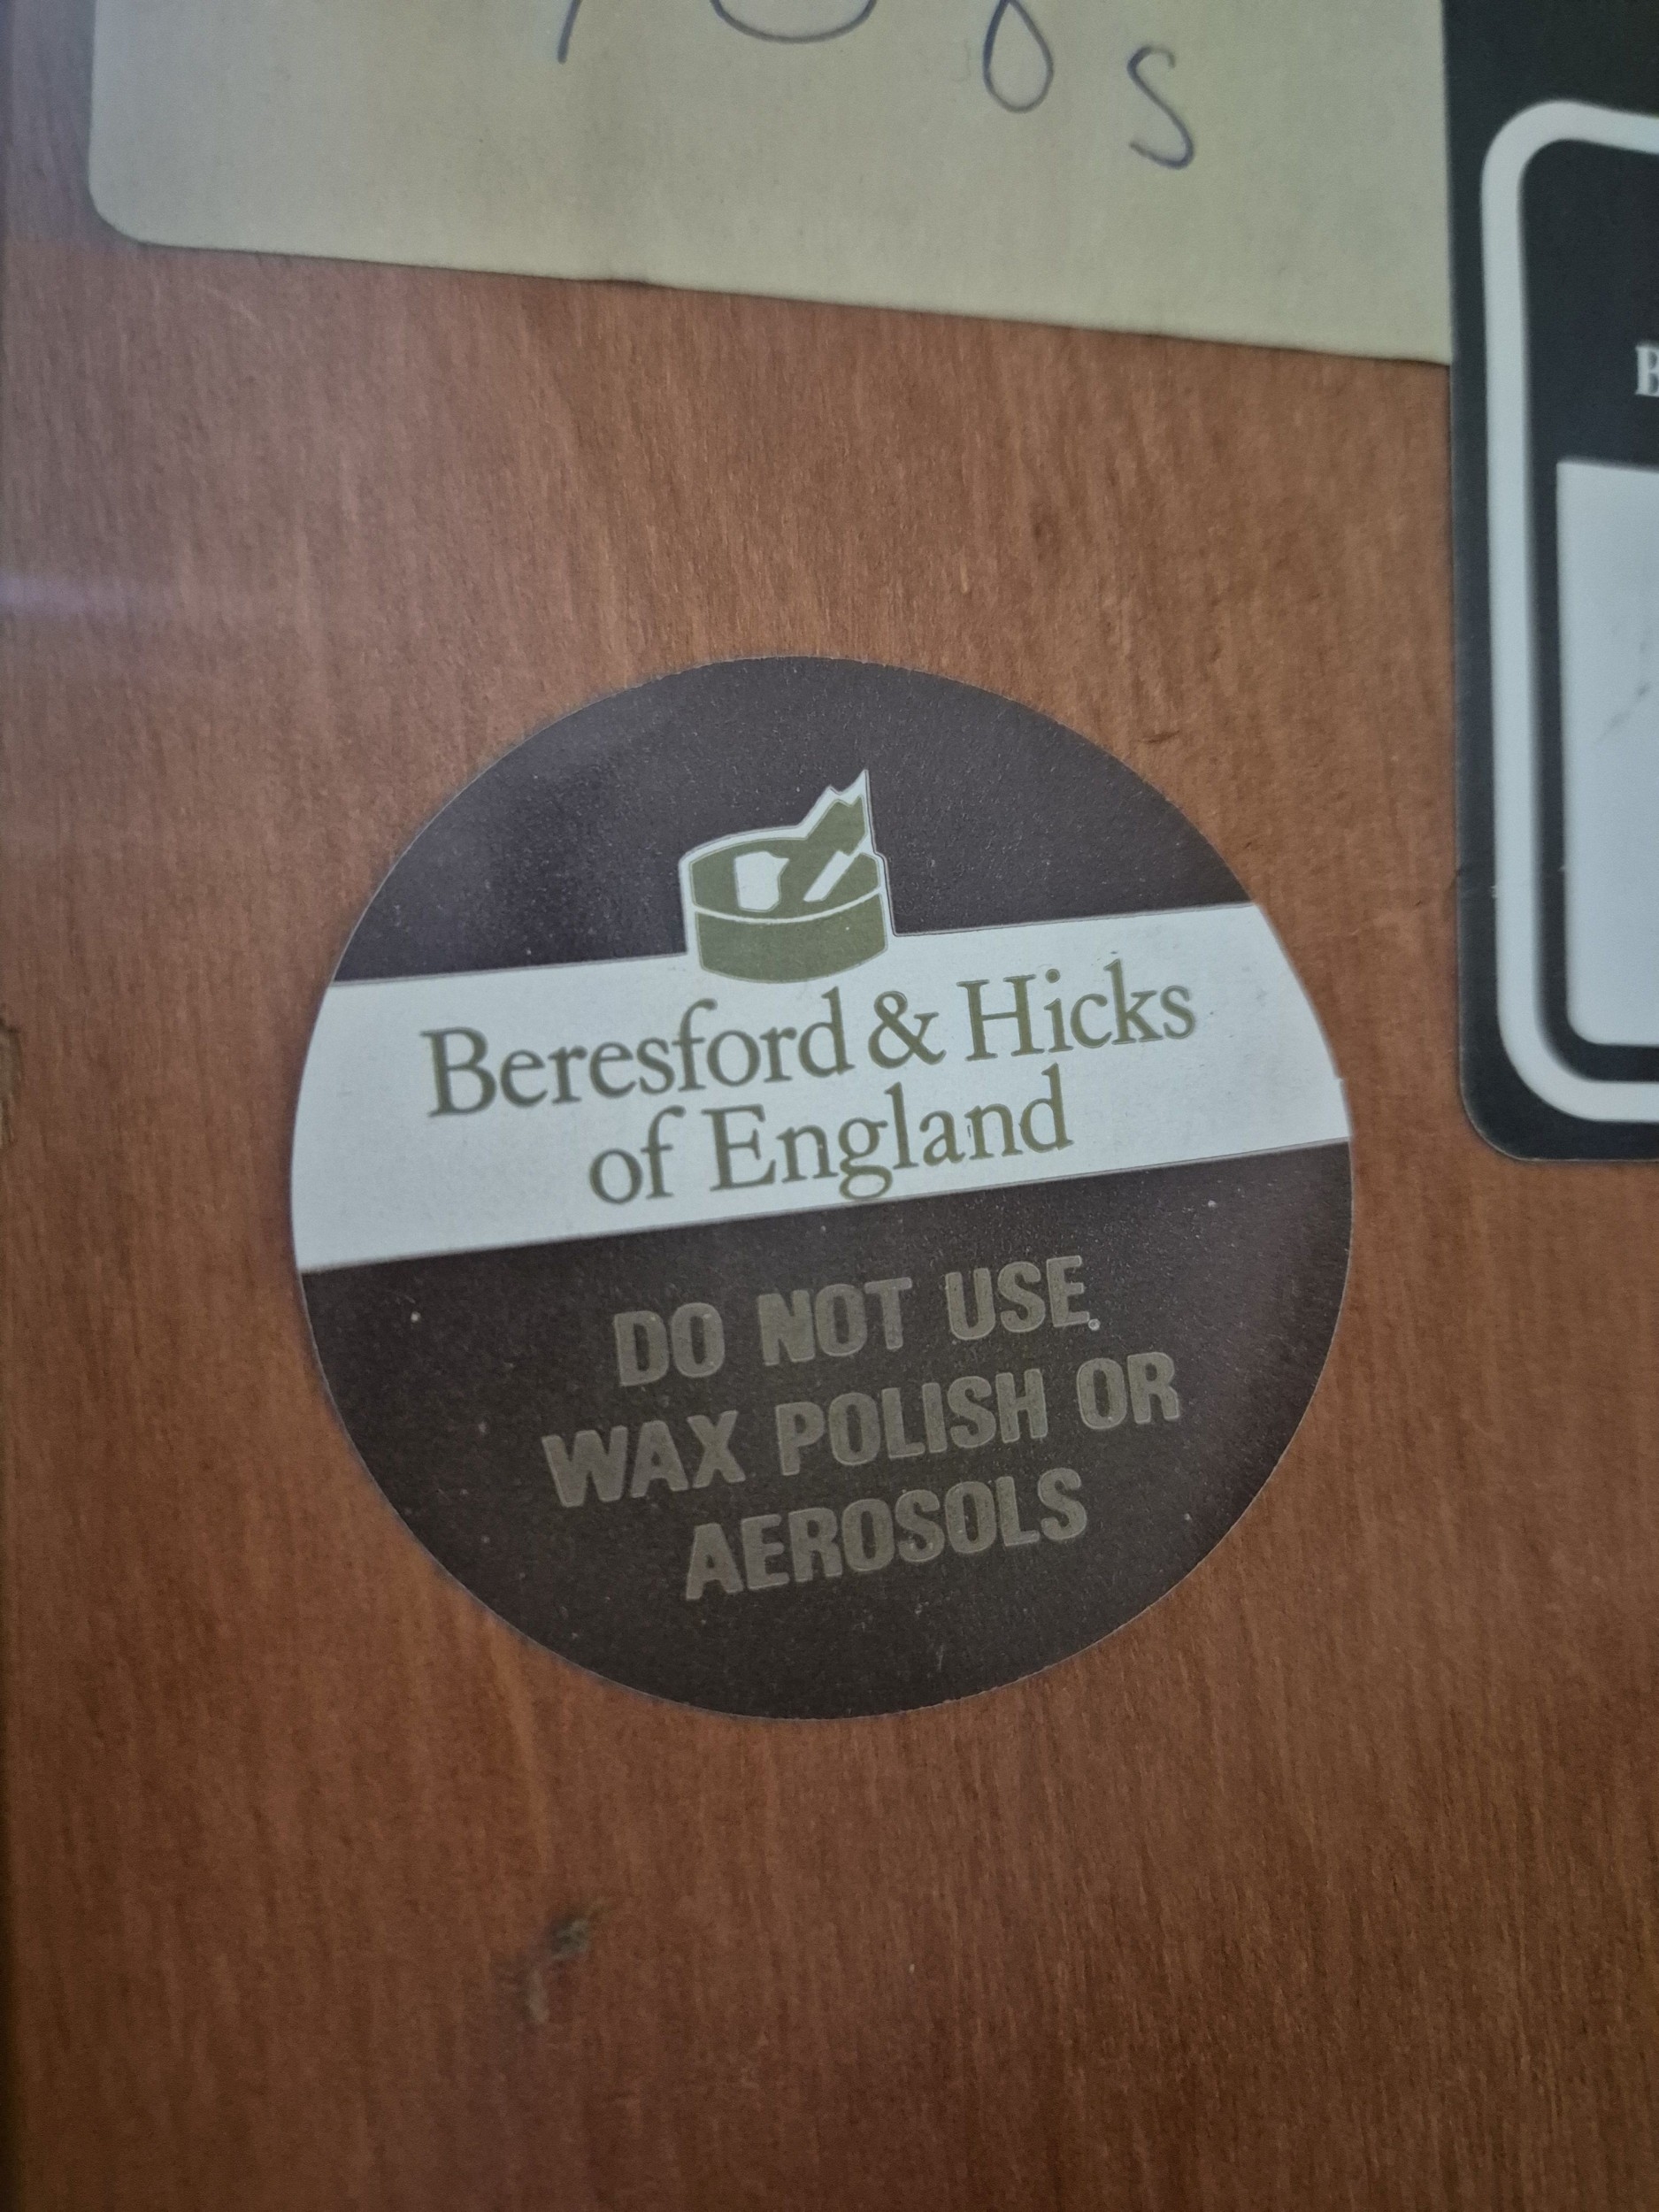 s
B
Beresford & Hicks
of England
DO NOT USE
WAX POLISH OR
AEROSOLS